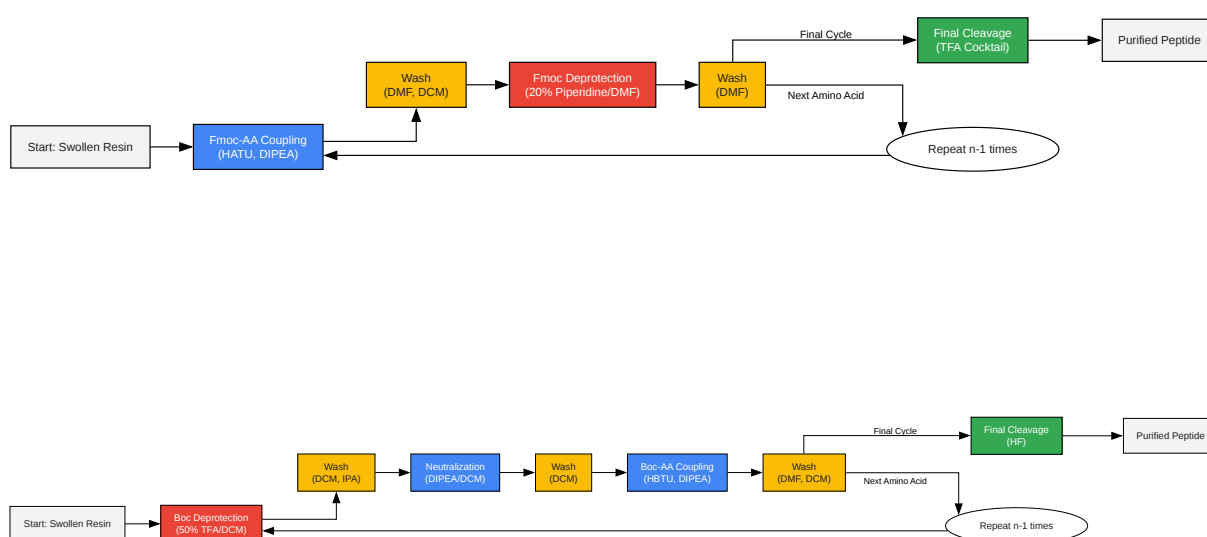 Start: Swollen Resin
Fmoc-AA Coupling
(HATU, DIPEA)
Wash
(DMF, DCM)
Fmoc Deprotection
(20% Piperidine/DMF)
Wash
(DMF)
Final Cycle
Next Amino Acid
Final Cleavage
(TFA Cocktail)
Purified Peptide
Repeat n-1 times
Start: Swollen Resin
Boc Deprotection
(50% TFA/DCM)
Wash
(DCM, IPA)
Neutralization
(DIPEA/DCM)
Wash
(DCM)
Boc-AA Coupling
(HBTU, DIPEA)
Wash
(DMF, DCM)
Final Cycle
Next Amino Acid
Final Cleavage
(HF)
Purified Peptide
Repeat n-1 times